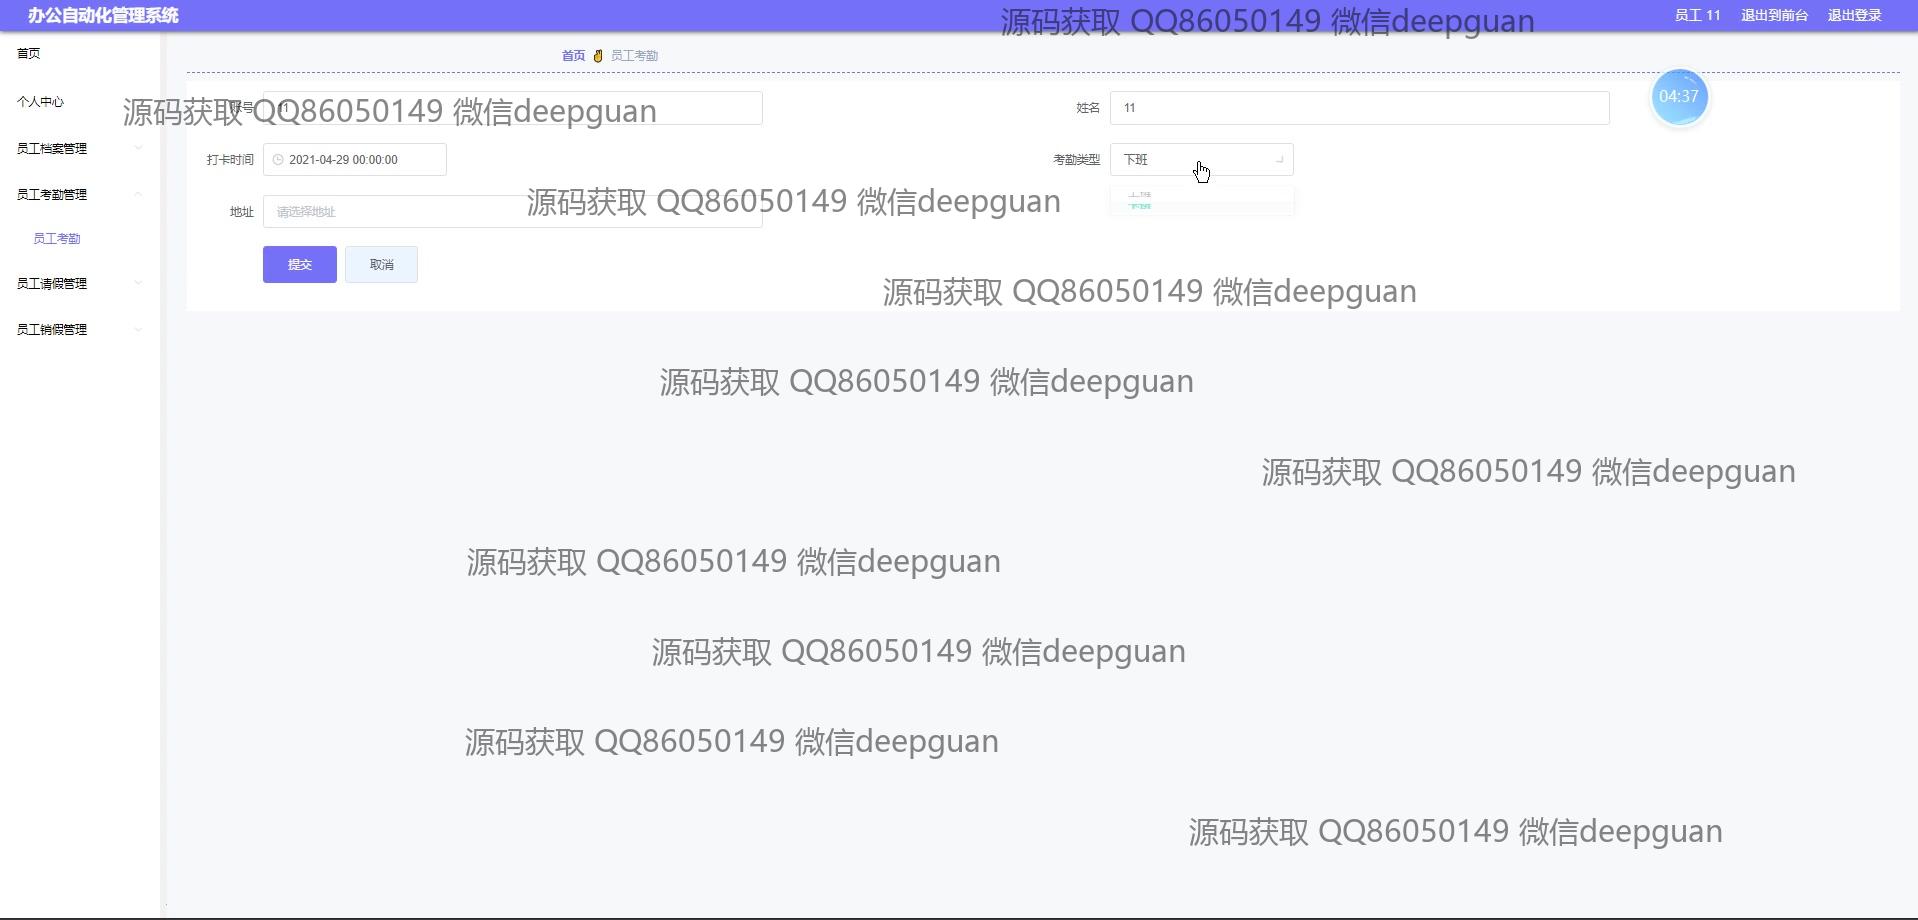 办公自动化管理系统
源码获取 QQ86050149 微信deepguan
员工 11
退出到前台
退出登录
首页
首页
员工考勤
个人中心
源码获取 QQ86050149 微信deepguan
账号
11
姓名
11
04:37
员工档案管理
打卡时间
2021-04-29 00:00:00
考勤类型
下班
员工考勤管理
源码获取 QQ86050149 微信deepguan
地址
请选择地址
员工考勤
提交
取消
员工请假管理
源码获取 QQ86050149 微信deepguan
员工销假管理
源码获取 QQ86050149 微信deepguan
源码获取 QQ86050149 微信deepguan
源码获取 QQ86050149 微信deepguan
源码获取 QQ86050149 微信deepguan
源码获取 QQ86050149 微信deepguan
源码获取 QQ86050149 微信deepguan